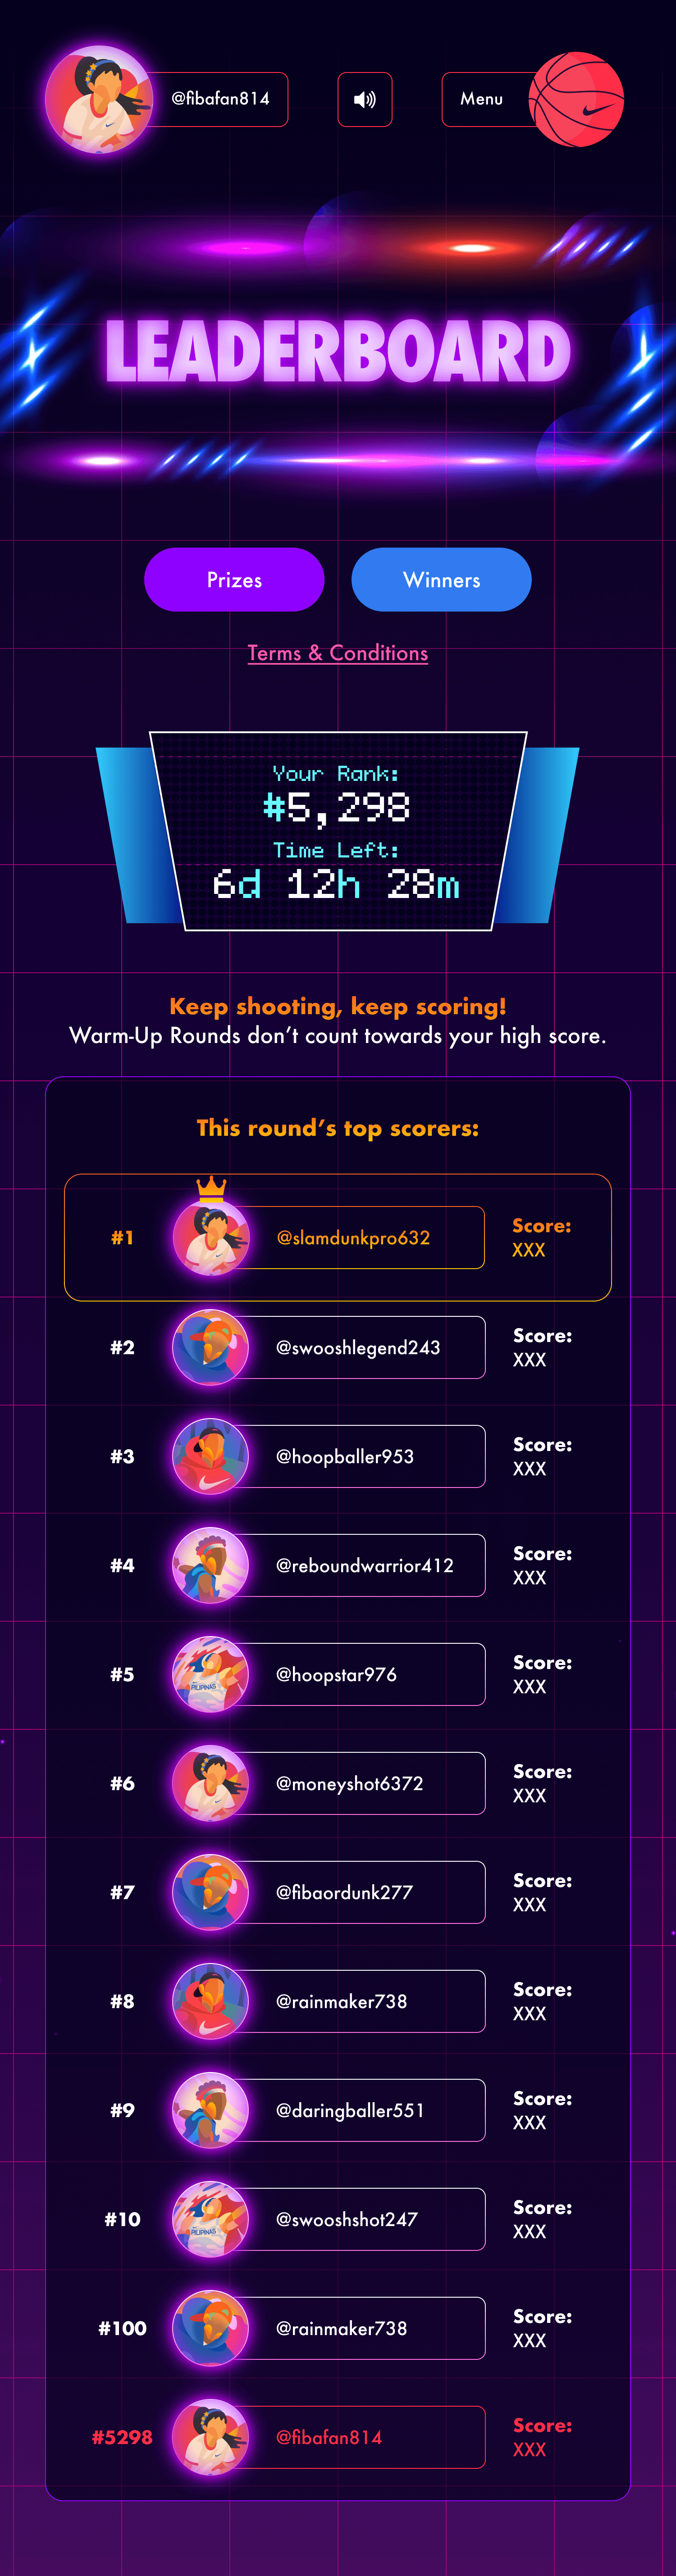 @fibafan814
Menu
LEADERBOARD
Prizes
Winners
Terms & Conditions
Your Rank:
#5,298
Time Left:
6d 12h 28m
Keep shooting, keep scoring!
Warm-Up Rounds don’t count towards your high score.
This round’s top scorers:
#1
@slamdunkpro632
Score:
XXX
#2
@swooshlegend243
Score:
XXX
#3
@hoopballer953
Score:
XXX
#4
@reboundwarrior412
Score:
XXX
#5
PILIPINAS
@hoopstar976
Score:
XXX
#6
@moneyshot6372
Score:
XXX
#7
@fibaordunk277
Score:
XXX
#8
@rainmaker738
Score:
XXX
#9
@daringballer551
Score:
XXX
#10
PILIPINAS
@swooshshot247
Score:
XXX
#100
@rainmaker738
Score:
XXX
#5298
@fibafan814
Score:
XXX